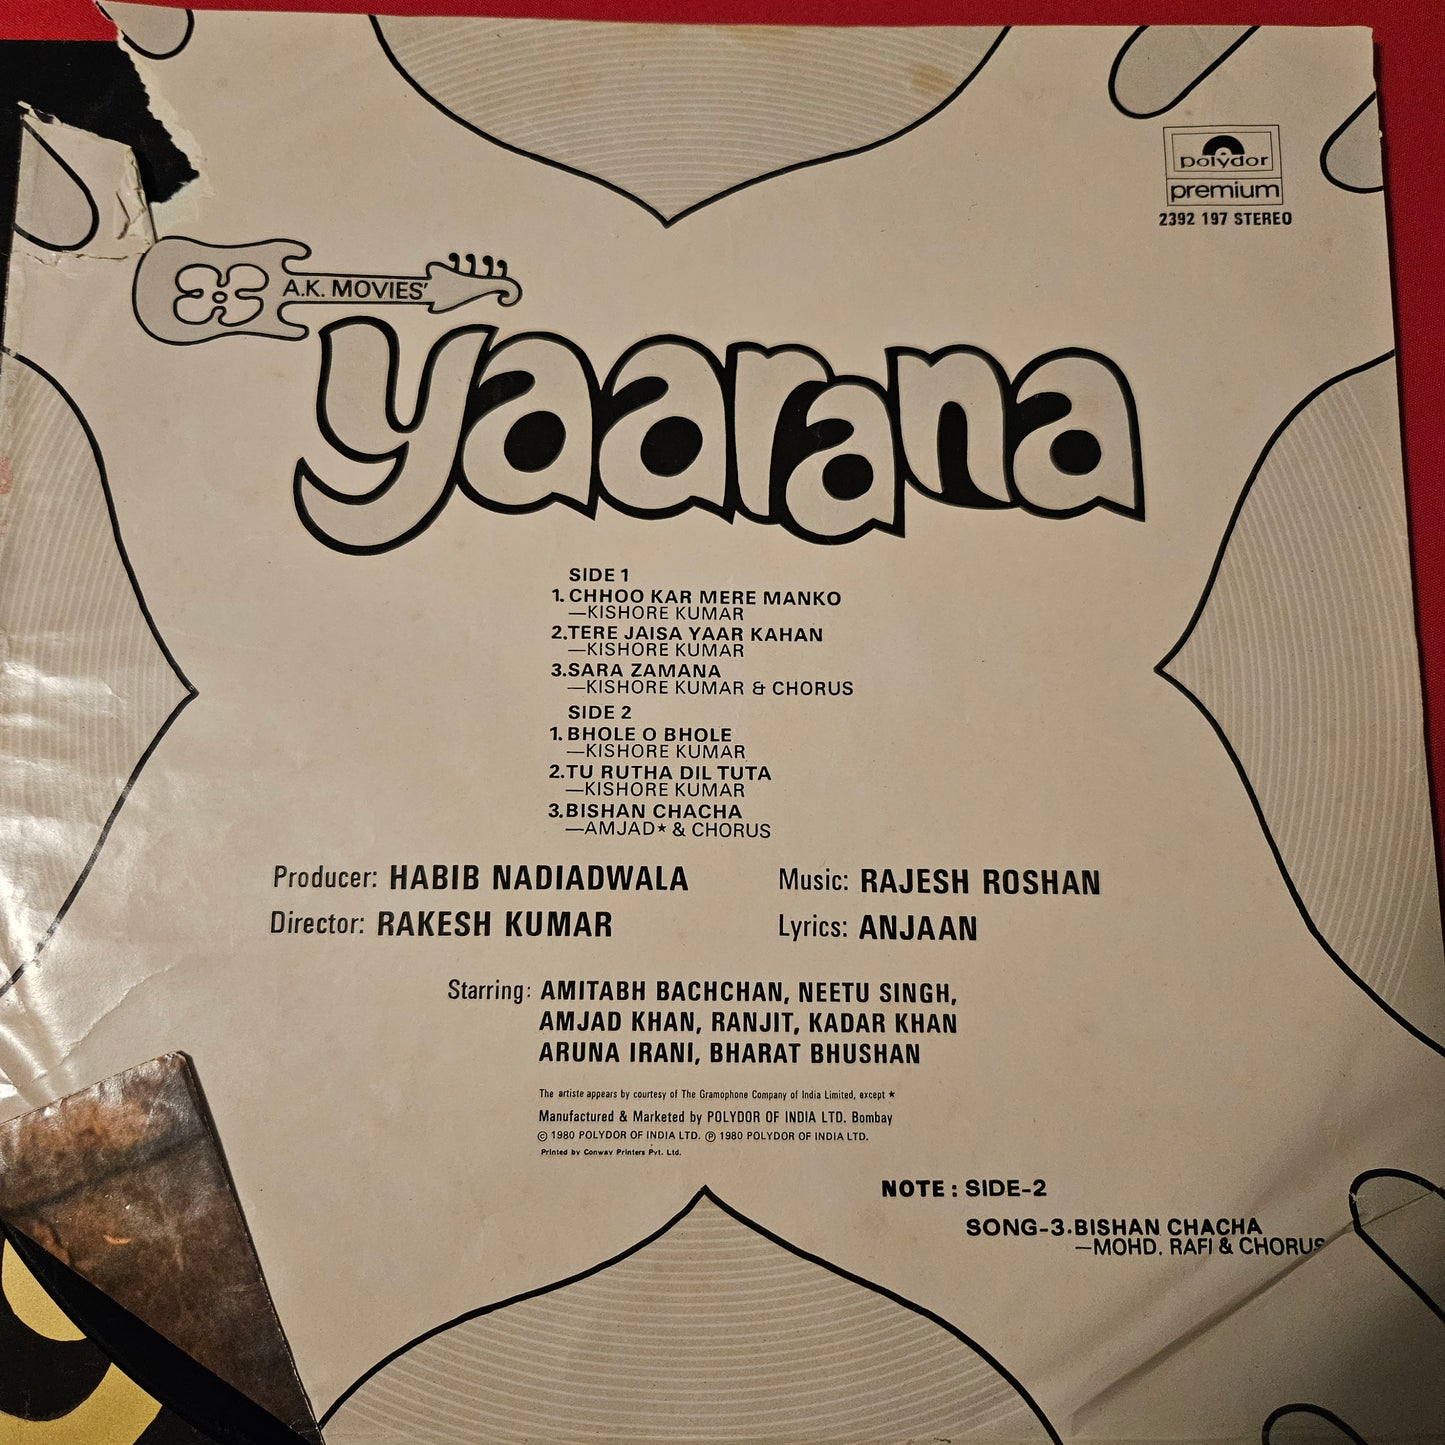 polydor
premium
2392 197 STEREO
A.K. MOVIES'
yaarana
SIDE 1
1. CHHOO KAR MERE MANKO
—KISHORE KUMAR
2.TERE JAISA YAAR KAHAN
—KISHORE KUMAR
3.SARA ZAMANA
—KISHORE KUMAR & CHORUS
SIDE 2
1. BHOLE O BHOLE
—KISHORE KUMAR
2.TU RUTHA DIL TUTA
—KISHORE KUMAR
3.BISHAN CHACHA
—AMJAD★ & CHORUS
Producer: HABIB NADIADWALA
Director: RAKESH KUMAR
Music: RAJESH ROSHAN
Lyrics: ANJAAN
Starring: AMITABH BACHCHAN, NEETU SINGH,
AMJAD KHAN, RANJIT, KADAR KHAN
ARUNA IRANI, BHARAT BHUSHAN
The artiste appears by courtesy of The Gramophone Company of India Limited, except ★
Manufactured & Marketed by POLYDOR OF INDIA LTD. Bombay
© 1980 POLYDOR OF INDIA LTD. ℗ 1980 POLYDOR OF INDIA LTD.
Printed by Conway Printers Pvt. Ltd.
NOTE : SIDE-2
SONG-3.BISHAN CHACHA
—MOHD. RAFI & CHORUS